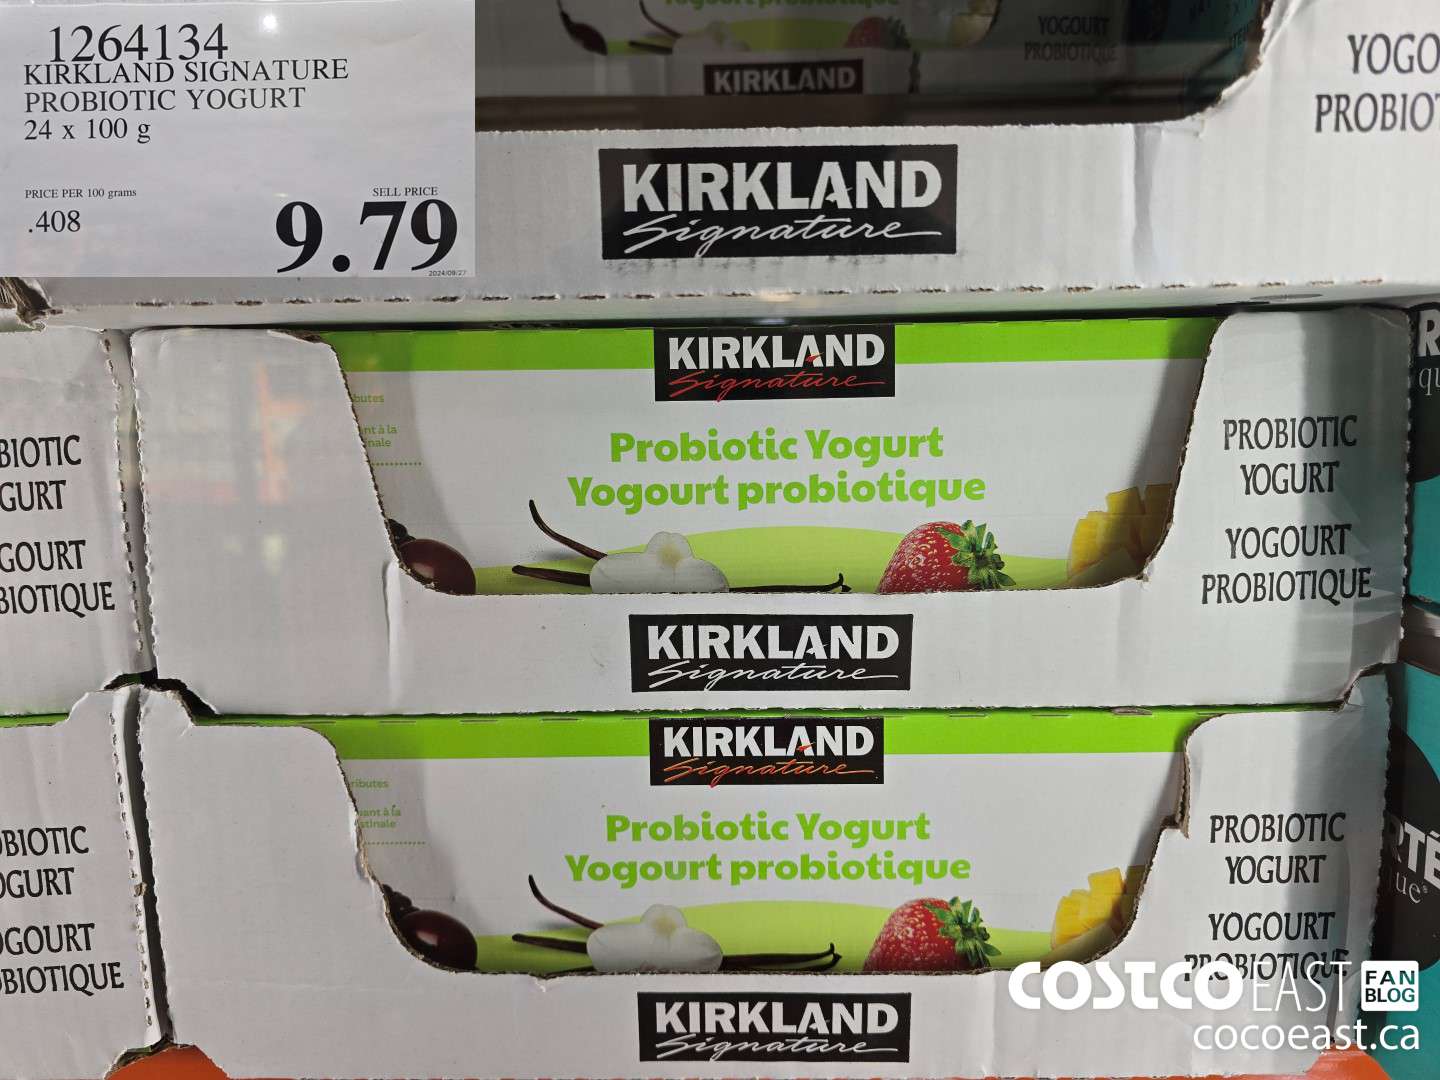 1264134
KIRKLAND SIGNATURE
PROBIOTIC YOGURT
24 x 100 g
PRICE PER 100 grams
.408
SELL PRICE
9.79
2024/09/27
YOGOURT
PROBIOTIQUE
KIRKLAND
YOGO
PROBIOT
KIRKLAND
Signature
KIRKLAND
Signature
Probiotic Yogurt
Yogourt probiotique
PROBIOTIC
YOGURT
YOGOURT
PROBIOTIQUE
BIOTIC
GURT
GOURT
BIOTIQUE
KIRKLAND
Signature
KIRKLAND
Signature
Probiotic Yogurt
Yogourt probiotique
PROBIOTIC
YOGURT
YOGOURT
PROBIOTIQUE
OBIOTIC
OGURT
OGOURT
OBIOTIQUE
KIRKLAND
Signature
COSTCO EAST FAN
BLOG
cocoeast.ca